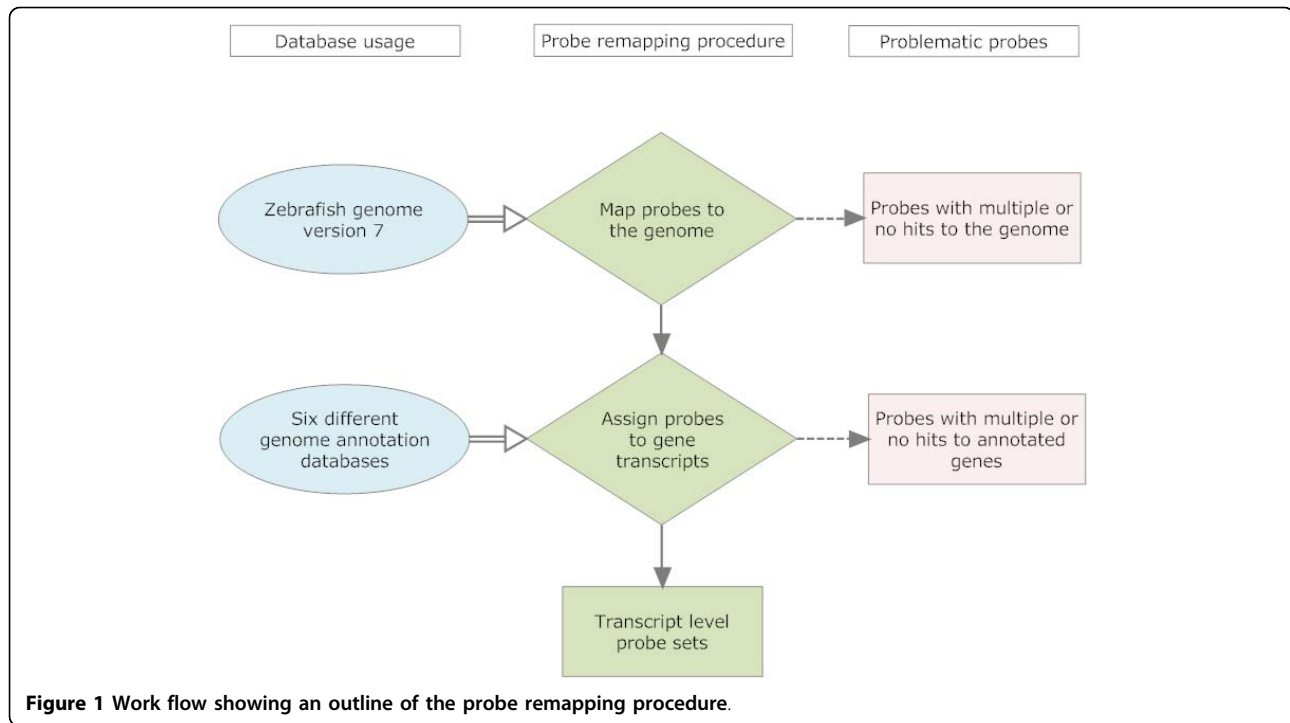 Database usage
Probe remapping procedure
Problematic probes
Zebrafish genome
version 7
Map probes to
the genome
Probes with multiple or
no hits to the genome
Six different
genome annotation
databases
Assign probes
to gene
transcripts
Probes with multiple or
no hits to annotated
genes
Transcript level
probe sets
Figure 1 Work flow showing an outline of the probe remapping procedure.